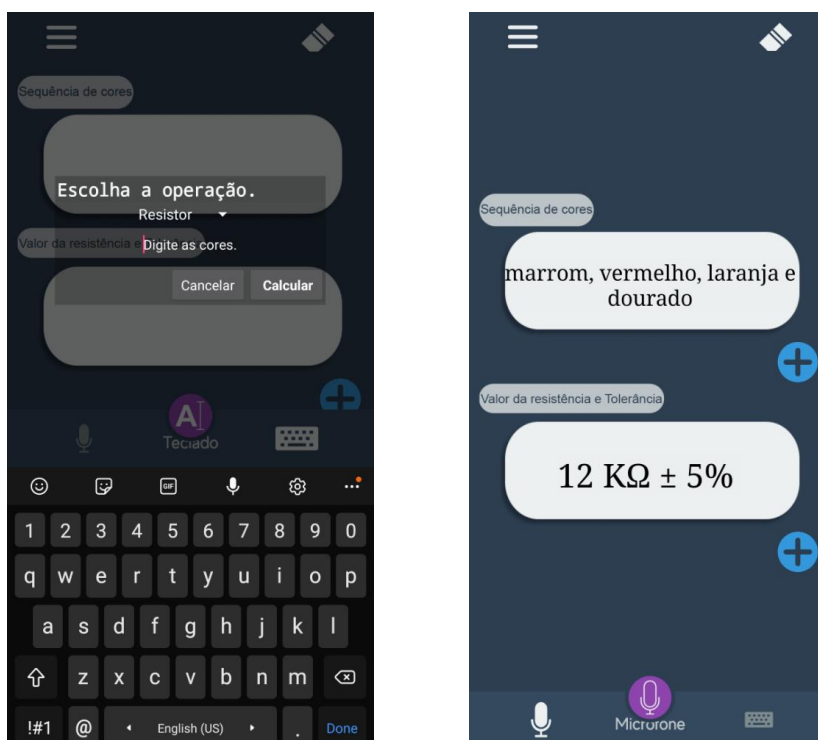 Sequência de cores
Escolha a operação.
Resistor
Valor da resistência e
Digite as cores.
Cancelar Calcular
A
Teclado
GIF
1 2 3 4 5 6 7 8 9 0
q w e r t y u i o p
a s d f g h j k l
z x c v b n m
!#1 @ English (US) . Done
Sequência de cores
marrom, vermelho, laranja e
dourado
Valor da resistência e Tolerância
12 KΩ ± 5%
Microfone